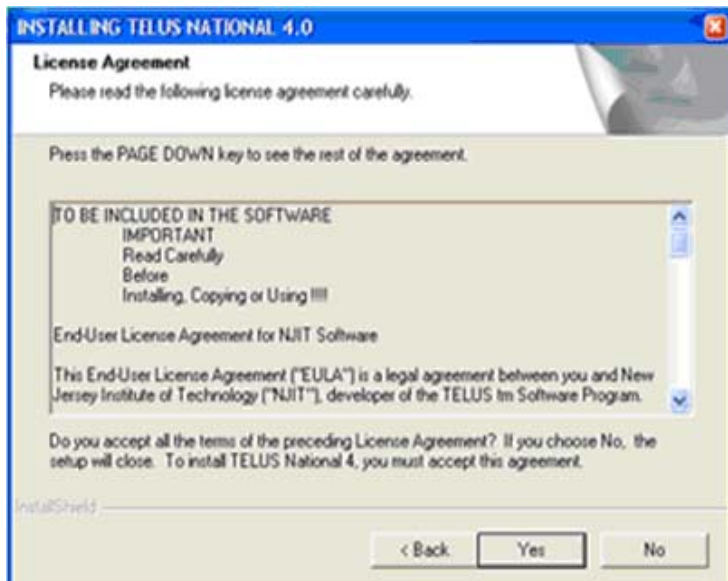 INSTALLING TELUS NATIONAL 4.0
License Agreement
Please read the following license agreement carefully.
Press the PAGE DOWN key to see the rest of the agreement.
TO BE INCLUDED IN THE SOFTWARE
IMPORTANT
Read Carefully
Before
Installing, Copying or Using !!!!
End-User License Agreement for NJIT Software
This End-User License Agreement ("EULA") is a legal agreement between you and New
Jersey Institute of Technology ("NJIT"), developer of the TELUS tm Software Program.
Do you accept all the terms of the preceding License Agreement? If you choose No, the
setup will close. To install TELUS National 4, you must accept this agreement.
InstallShield
< Back
Yes
No